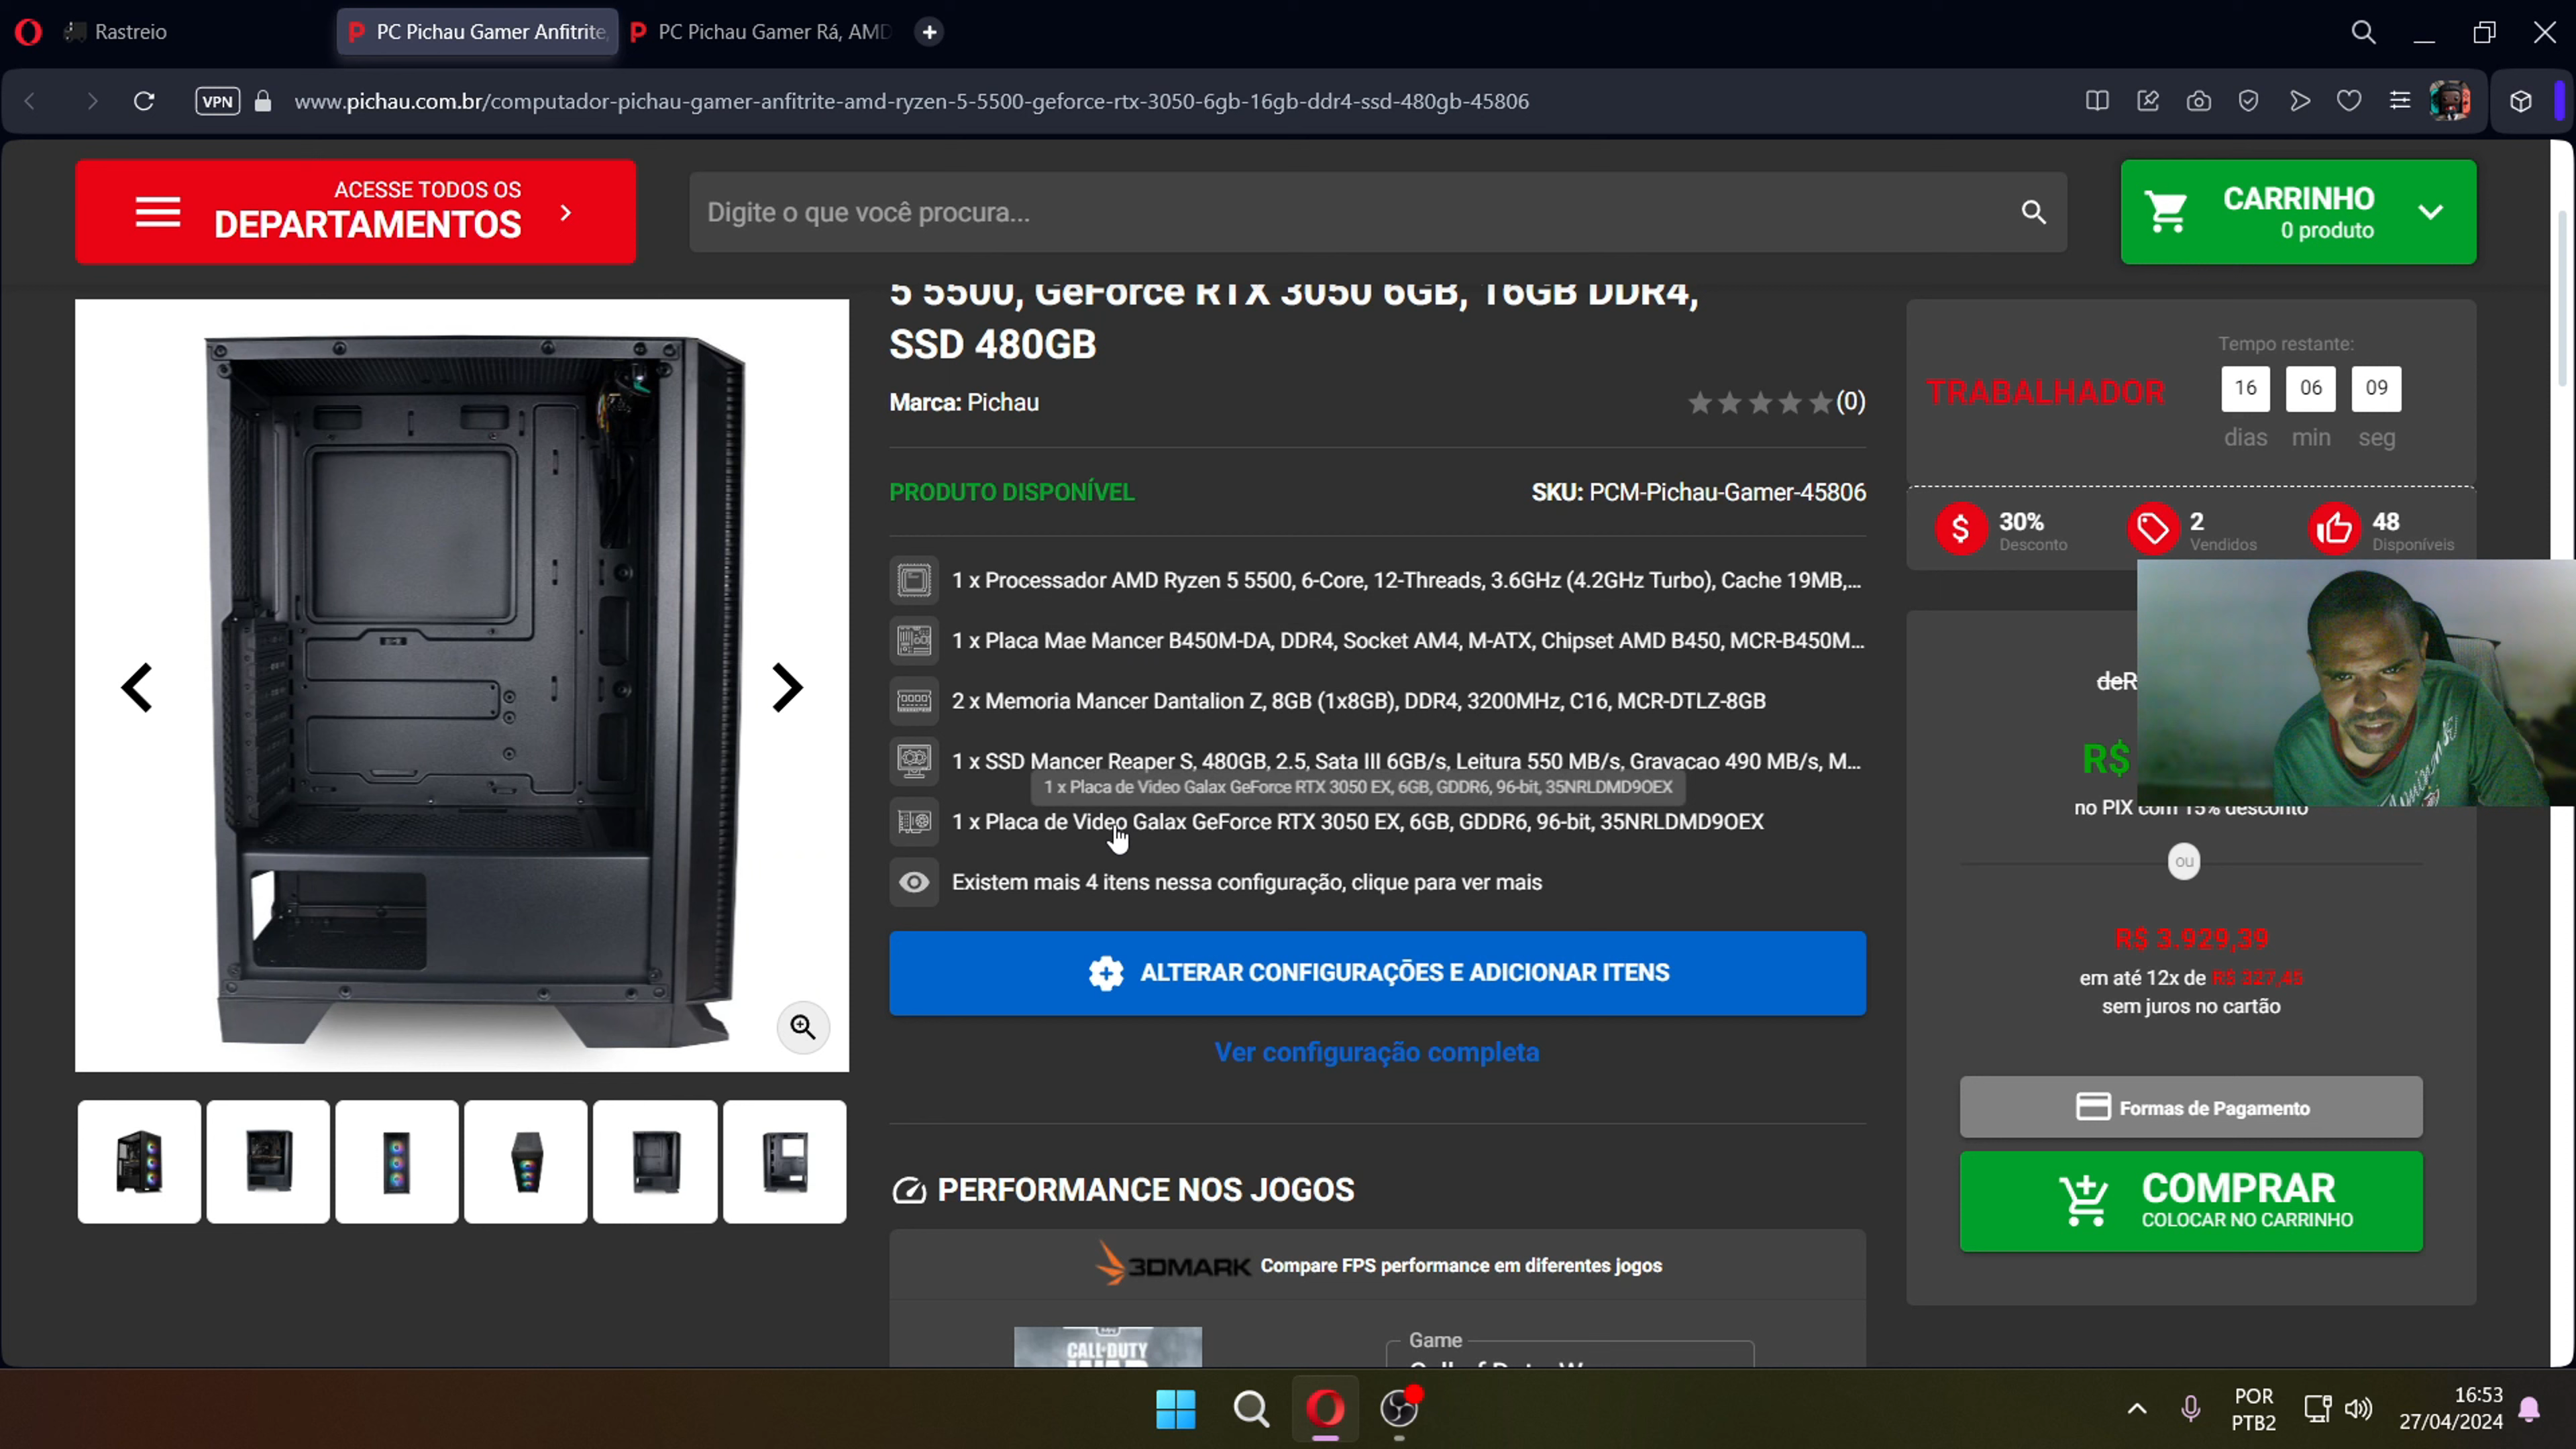 Rastreio
PC Pichau Gamer Anfitrite,
PC Pichau Gamer Rá, AMD
VPN
www.pichau.com.br/computador-pichau-gamer-anfitrite-amd-ryzen-5-5500-geforce-rtx-3050-6gb-16gb-ddr4-ssd-480gb-45806
ACESSE TODOS OS
DEPARTAMENTOS
Digite o que você procura...
CARRINHO
0 produto
5 5500, GeForce RTX 3050 6GB, 16GB DDR4,
SSD 480GB
Marca: Pichau
(0)
PRODUTO DISPONÍVEL
SKU: PCM-Pichau-Gamer-45806
1 x Processador AMD Ryzen 5 5500, 6-Core, 12-Threads, 3.6GHz (4.2GHz Turbo), Cache 19MB,...
1 x Placa Mae Mancer B450M-DA, DDR4, Socket AM4, M-ATX, Chipset AMD B450, MCR-B450M...
2 x Memoria Mancer Dantalion Z, 8GB (1x8GB), DDR4, 3200MHz, C16, MCR-DTLZ-8GB
1 x SSD Mancer Reaper S, 480GB, 2.5, Sata III 6GB/s, Leitura 550 MB/s, Gravacao 490 MB/s, M...
1 x Placa de Video Galax GeForce RTX 3050 EX, 6GB, GDDR6, 96-bit, 35NRLDMD9OEX
1 x Placa de Video Galax GeForce RTX 3050 EX, 6GB, GDDR6, 96-bit, 35NRLDMD9OEX
Existem mais 4 itens nessa configuração, clique para ver mais
ALTERAR CONFIGURAÇÕES E ADICIONAR ITENS
Ver configuração completa
PERFORMANCE NOS JOGOS
3DMARK Compare FPS performance em diferentes jogos
CALL OF DUTY
Game
TRABALHADOR
Tempo restante:
16 06 09
dias min seg
30%
Desconto
2
Vendidos
48
Disponíveis
deR
R$
no PIX com 15% desconto
ou
R$ 3.929,39
em até 12x de R$ 327,45
sem juros no cartão
Formas de Pagamento
COMPRAR
COLOCAR NO CARRINHO
POR
PTB2
16:53
27/04/2024